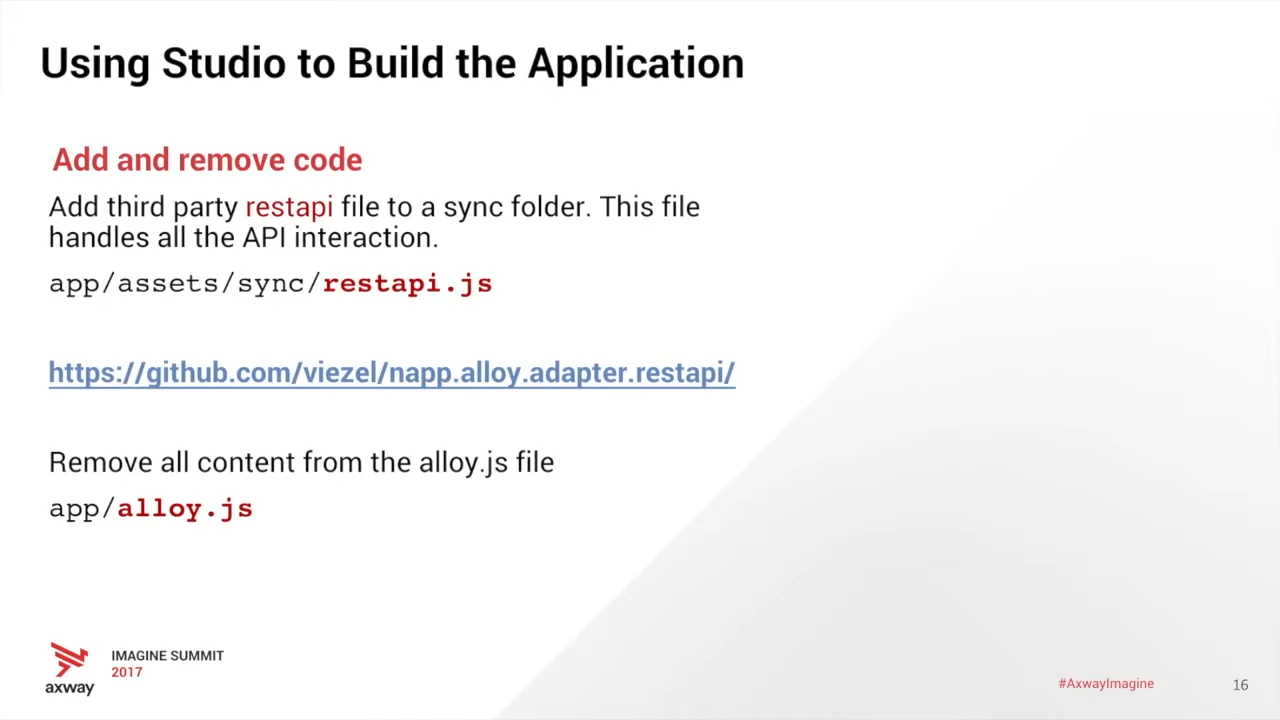 Using Studio to Build the Application
Add and remove code
Add third party restapi file to a sync folder. This file
handles all the API interaction.
app/assets/sync/restapi.js
https://github.com/viezel/napp.alloy.adapter.restapi/
Remove all content from the alloy.js file
app/alloy.js
axway
IMAGINE SUMMIT
2017
#AxwayImagine
16